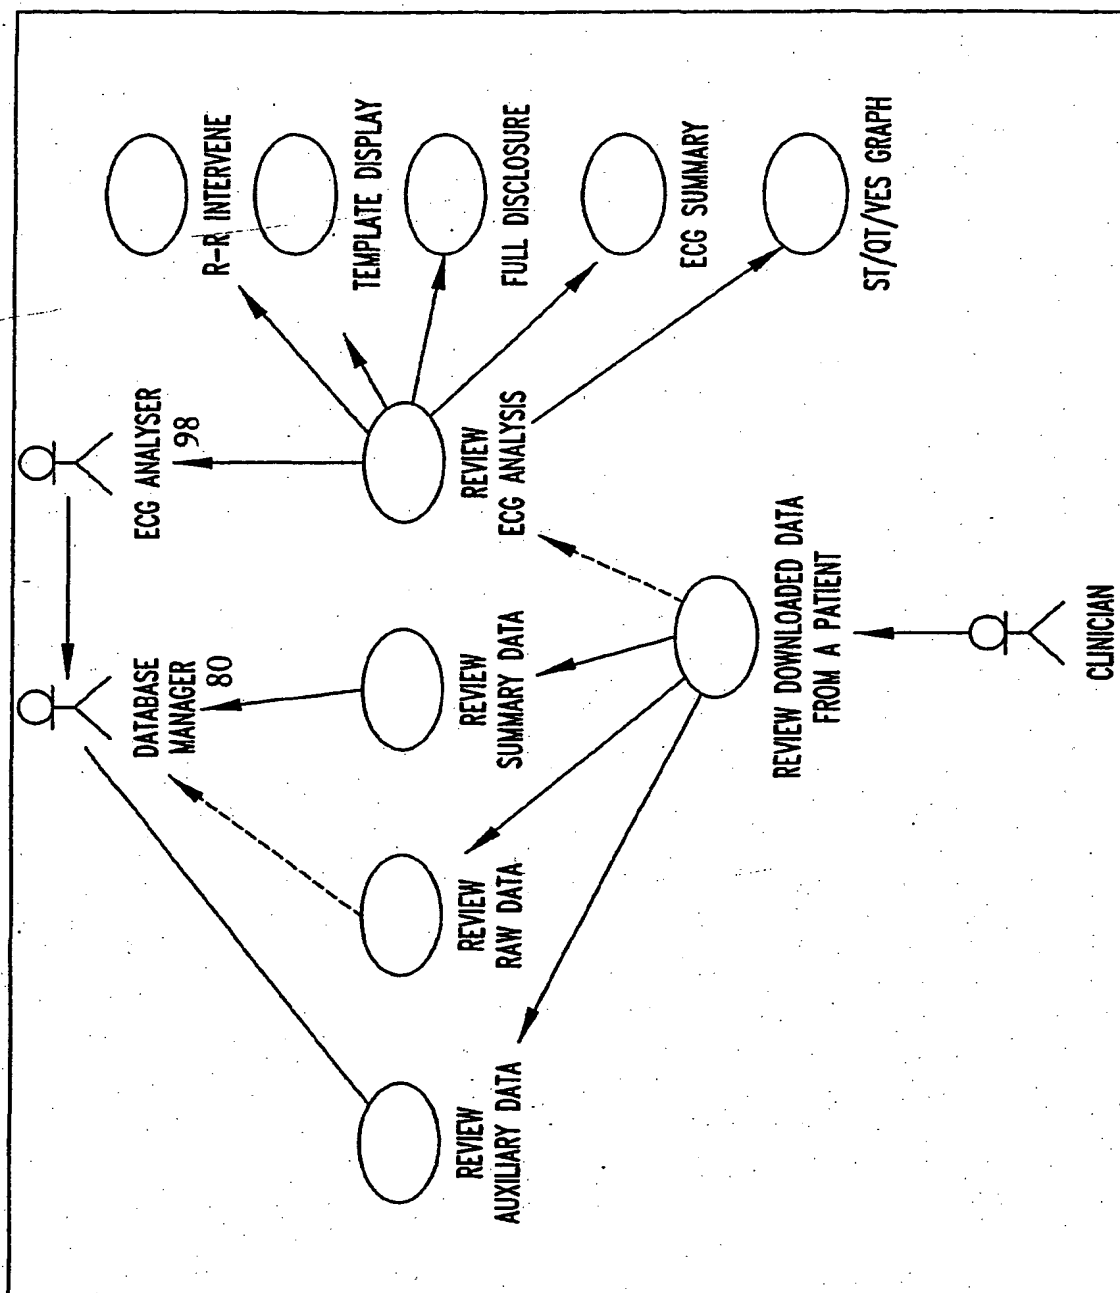 DATABASE
MANAGER
80
ECG ANALYSER
98
REVIEW
AUXILIARY DATA
REVIEW
RAW DATA
REVIEW
SUMMARY DATA
REVIEW
ECG ANALYSIS
R-R INTERVENE
TEMPLATE DISPLAY
FULL DISCLOSURE
ECG SUMMARY
ST/QT/VES GRAPH
REVIEW DOWNLOADED DATA
FROM A PATIENT
CLINICIAN